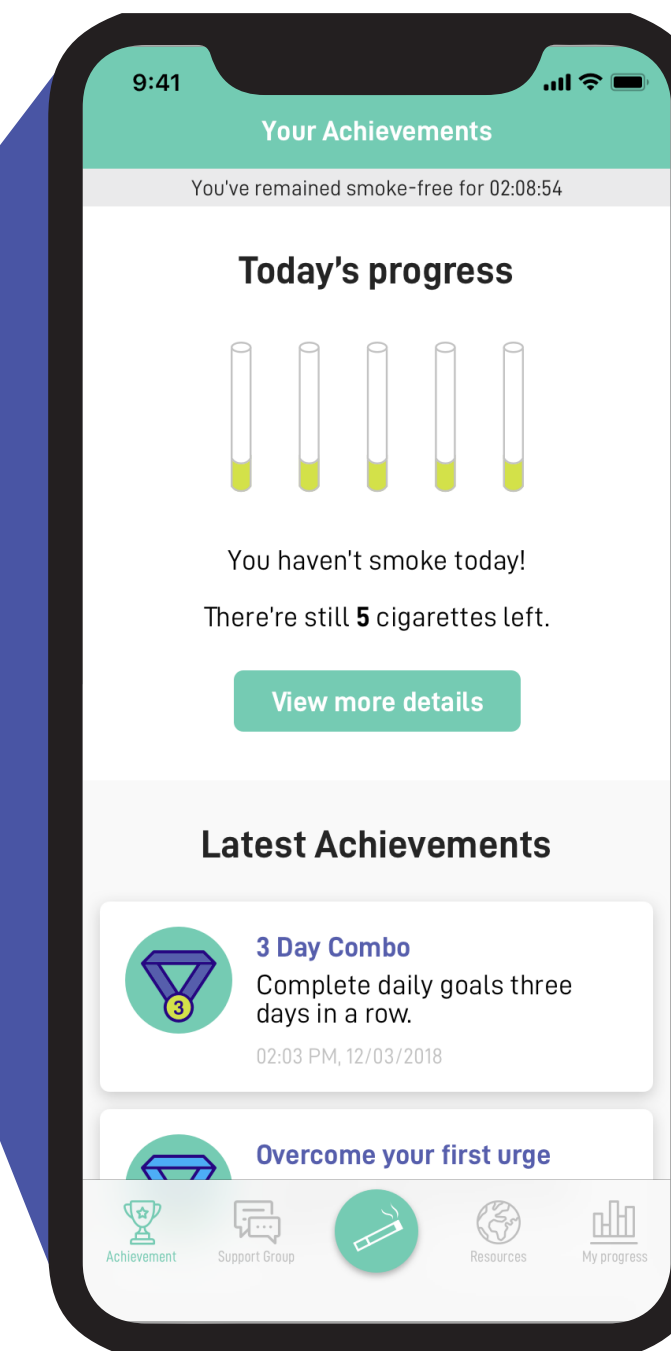 9:41
Your Achievements
You've remained smoke-free for 02:08:54
Today's progress
You haven't smoke today!
There're still 5 cigarettes left.
View more details
Latest Achievements
3 Day Combo
3
Complete daily goals three
days in a row.
02:03 PM, 12/03/2018
Overcome your first urge
Achievement
Support Group
Resources
My progress